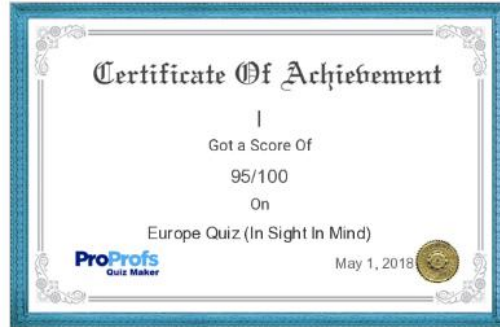 Certificate Of Achievement
I
Got a Score Of
95/100
On
Europe Quiz (In Sight In Mind)
ProProfs
Quiz Maker
May 1, 2018